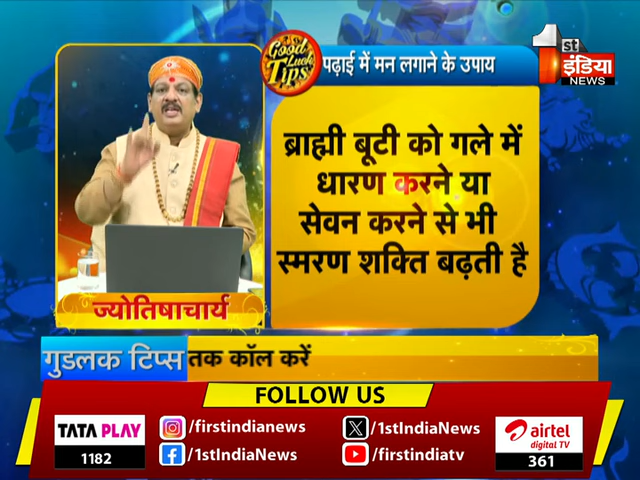 Good Luck Tips
पढ़ाई में मन लगाने के उपाय
1st
इंडिया
NEWS
ब्राह्मी बूटी को गले में
धारण करने या
सेवन करने से भी
स्मरण शक्ति बढ़ती है
ज्योतिषाचार्य
गुडलक टिप्स
तक कॉल करें
FOLLOW US
TATA PLAY
1182
/firstindianews
/1stIndiaNews
/1stIndiaNews
/firstindiatv
airtel
digital TV
361